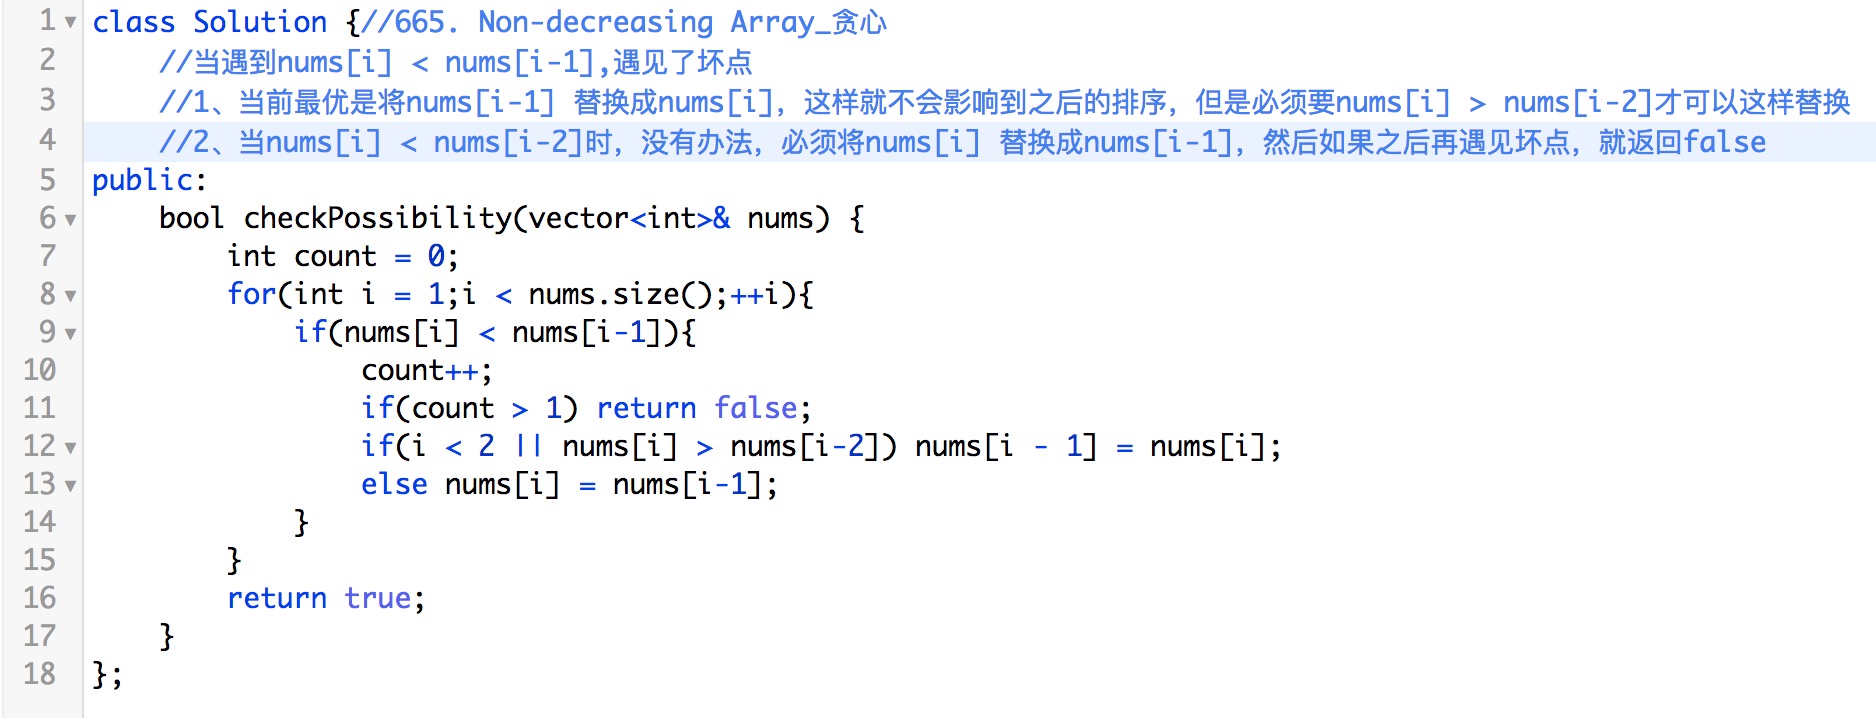 1 class Solution {//665. Non-decreasing Array_贪心
2 //当遇到nums[i] < nums[i-1],遇见了坏点
3 //1、当前最优是将nums[i-1] 替换成nums[i]，这样就不会影响到之后的排序，但是必须要nums[i] > nums[i-2]才可以这样替换
4 //2、当nums[i] < nums[i-2]时，没有办法，必须将nums[i] 替换成nums[i-1]，然后如果之后再遇见坏点，就返回false
5 public:
6 bool checkPossibility(vector<int>& nums) {
7 int count = 0;
8 for(int i = 1;i < nums.size();++i){
9 if(nums[i] < nums[i-1]){
10 count++;
11 if(count > 1) return false;
12 if(i < 2 || nums[i] > nums[i-2]) nums[i - 1] = nums[i];
13 else nums[i] = nums[i-1];
14 }
15 }
16 return true;
17 }
18 };